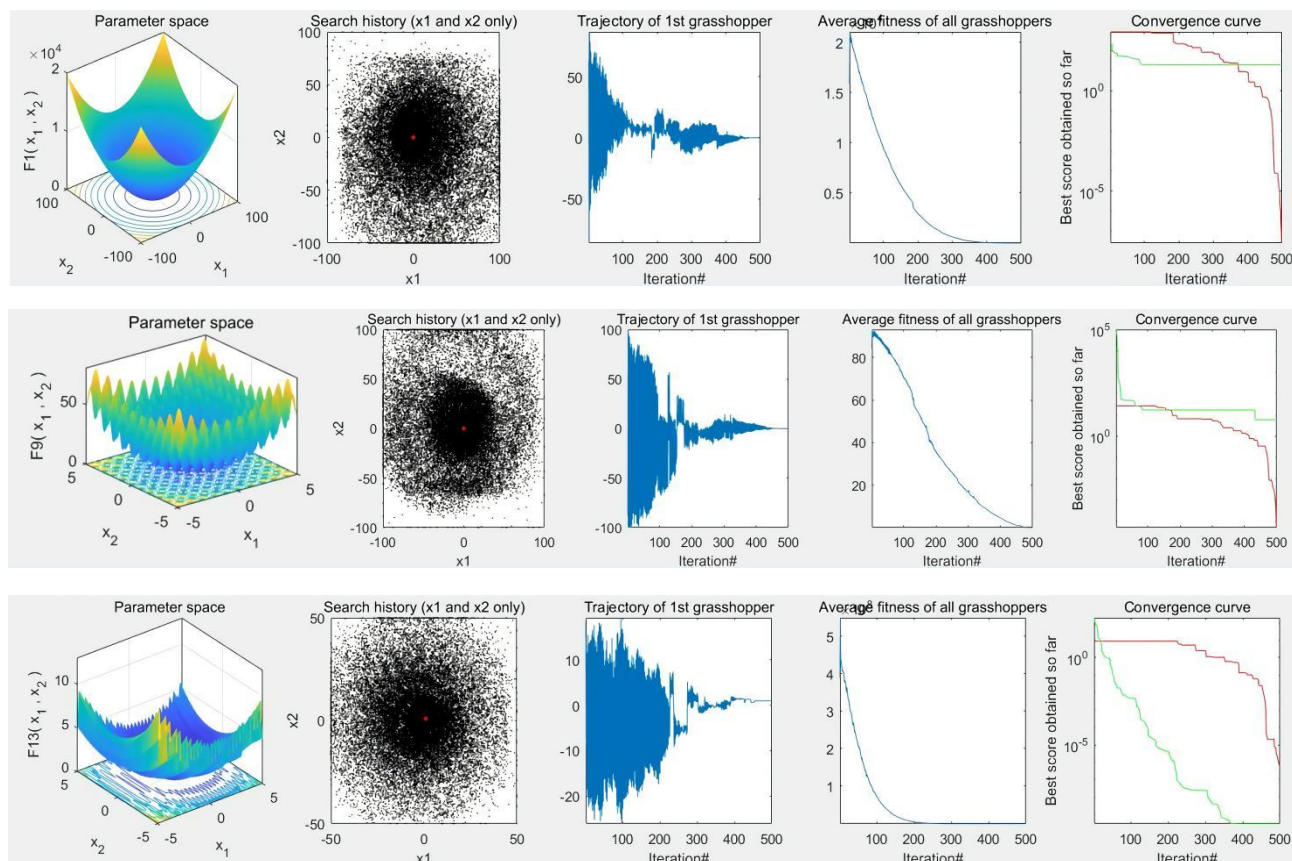 Parameter space
Search history (x1 and x2 only)
Trajectory of 1st grasshopper
Average fitness of all grasshoppers
Convergence curve
×10⁴
2
1
0
F1( x₁ , x₂ )
100
0
-100
x₂
-100
0
100
x₁
100
50
0
-50
-100
x2
-100
0
100
x1
50
0
-50
100 200 300 400 500
Iteration#
2
1.5
1
0.5
100 200 300 400 500
Iteration#
Best score obtained so far
10⁰
10⁻⁵
100 200 300 400 500
Iteration#
Parameter space
Search history (x1 and x2 only)
Trajectory of 1st grasshopper
Average fitness of all grasshoppers
Convergence curve
50
0
F9( x₁ , x₂ )
5
0
-5
x₂
-5
0
5
x₁
100
50
0
-50
-100
x2
-100
0
100
x1
100
50
0
-50
-100
100 200 300 400 500
Iteration#
80
60
40
20
100 200 300 400 500
Iteration#
Best score obtained so far
10⁵
10⁰
100 200 300 400 500
Iteration#
Parameter space
Search history (x1 and x2 only)
Trajectory of 1st grasshopper
Average fitness of all grasshoppers
Convergence curve
10
5
0
F13( x₁ , x₂ )
5
0
-5
x₂
-5
0
5
x₁
50
0
-50
x2
-50
0
50
x1
10
0
-10
-20
100 200 300 400 500
Iteration#
5
4
3
2
1
100 200 300 400 500
Iteration#
Best score obtained so far
10⁰
10⁻⁵
100 200 300 400 500
Iteration#